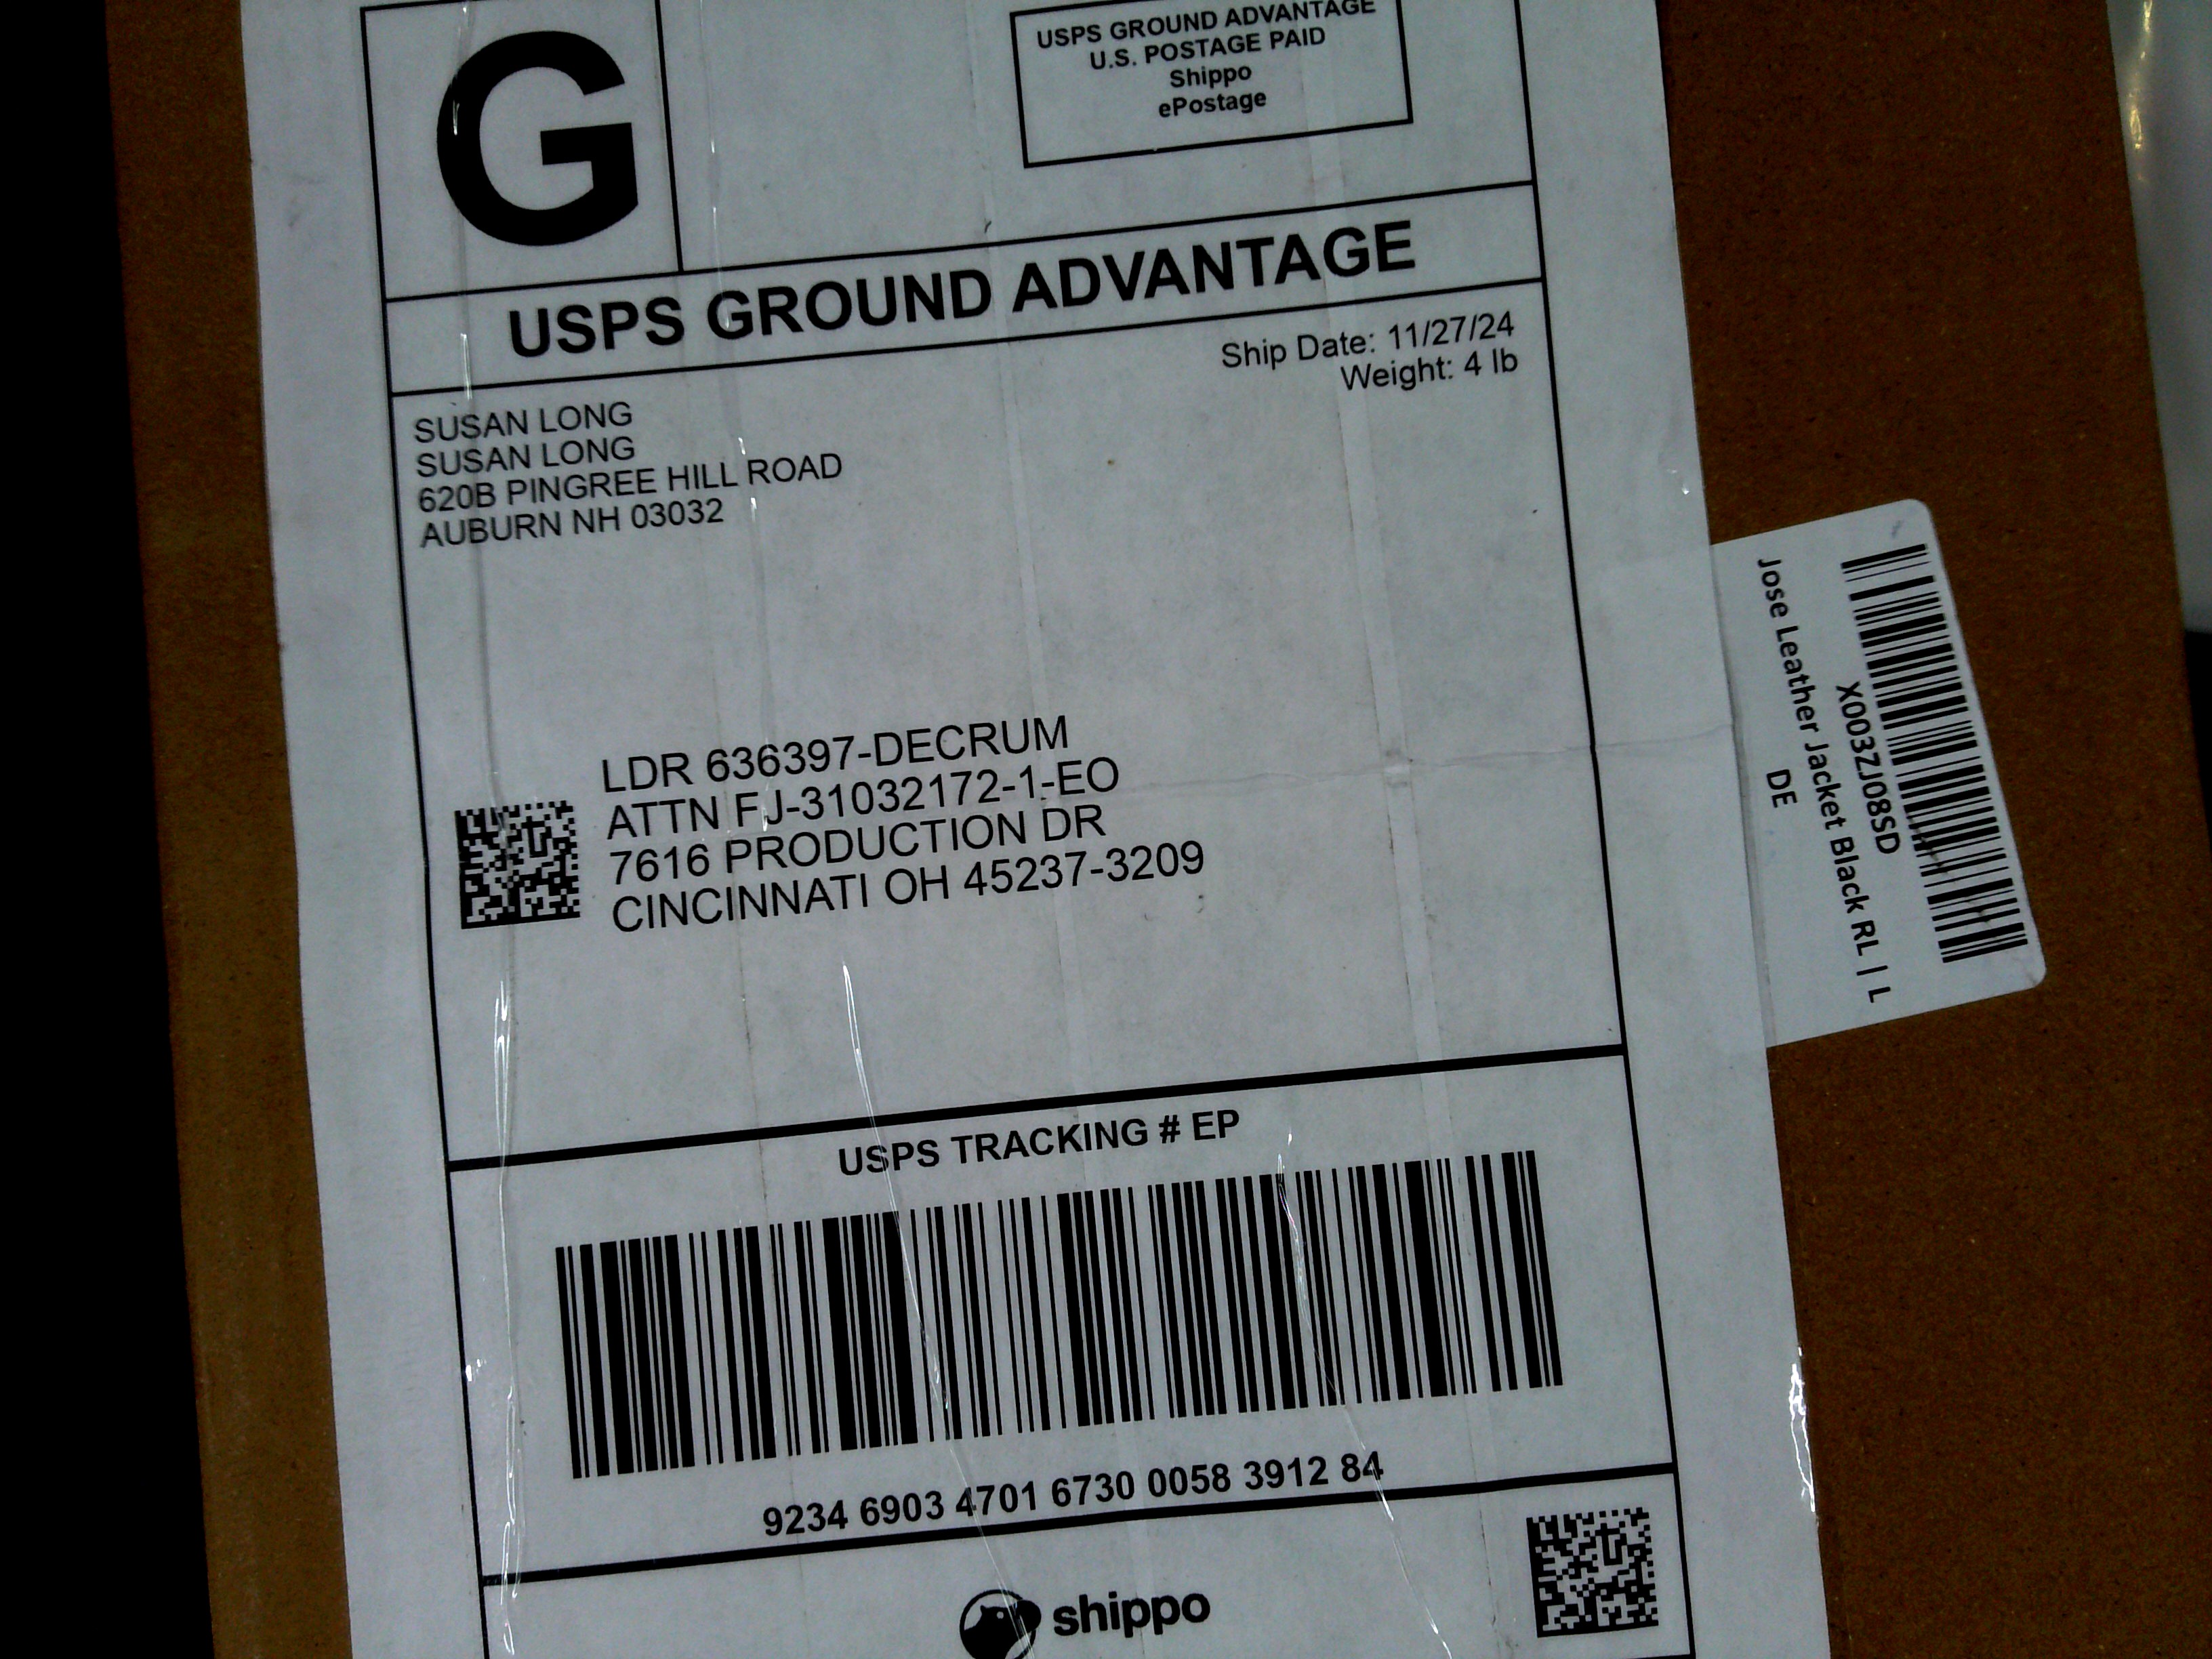 G
USPS GROUND ADVANTAGE
U.S. POSTAGE PAID
Shippo
ePostage
USPS GROUND ADVANTAGE
Ship Date: 11/27/24
Weight: 4 lb
SUSAN LONG
SUSAN LONG
620B PINGREE HILL ROAD
AUBURN NH 03032
LDR 636397-DECRUM
ATTN FJ-31032172-1-EO
7616 PRODUCTION DR
CINCINNATI OH 45237-3209
USPS TRACKING # EP
9234 6903 4701 6730 0058 3912 84
shippo
X003ZJ08SD
Jose Leather Jacket Black RL | L
DE